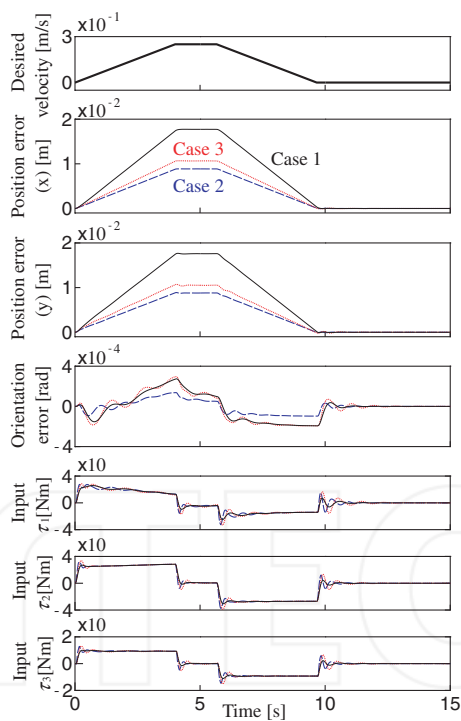 x10⁻¹
Desired
velocity [m/s]
3
0
x10⁻²
Position error
(x) [m]
2
1
0
Case 3
Case 1
Case 2
x10⁻²
Position error
(y) [m]
2
1
0
x10⁻⁴
Orientation
error [rad]
4
0
-4
x10
Input
τ₁[Nm]
4
0
-4
x10
Input
τ₂[Nm]
4
0
-4
x10
Input
τ₃[Nm]
2
0
-2
0 5 10 15
Time [s]
TEC